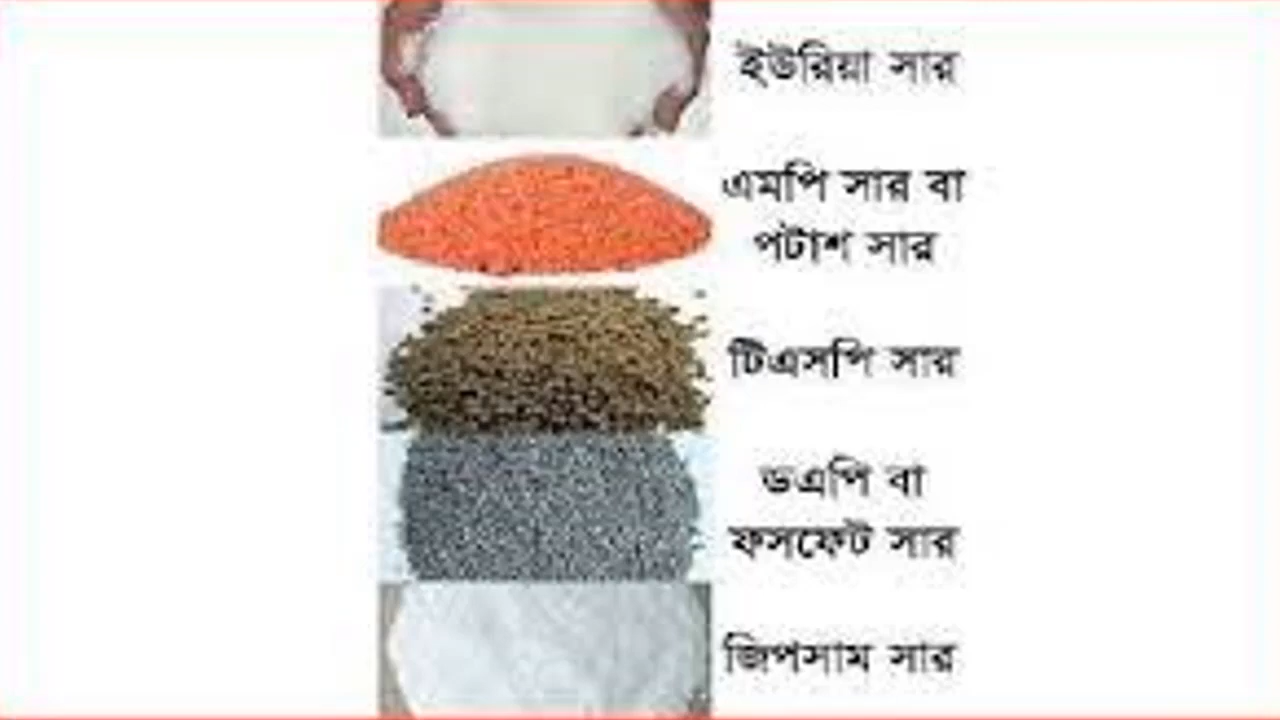 ইউরিয়া সার
এমপি সার বা
পটাশ সার
টিএসপি সার
ডএপি বা
ফসফেট সার
জিপসাম সার